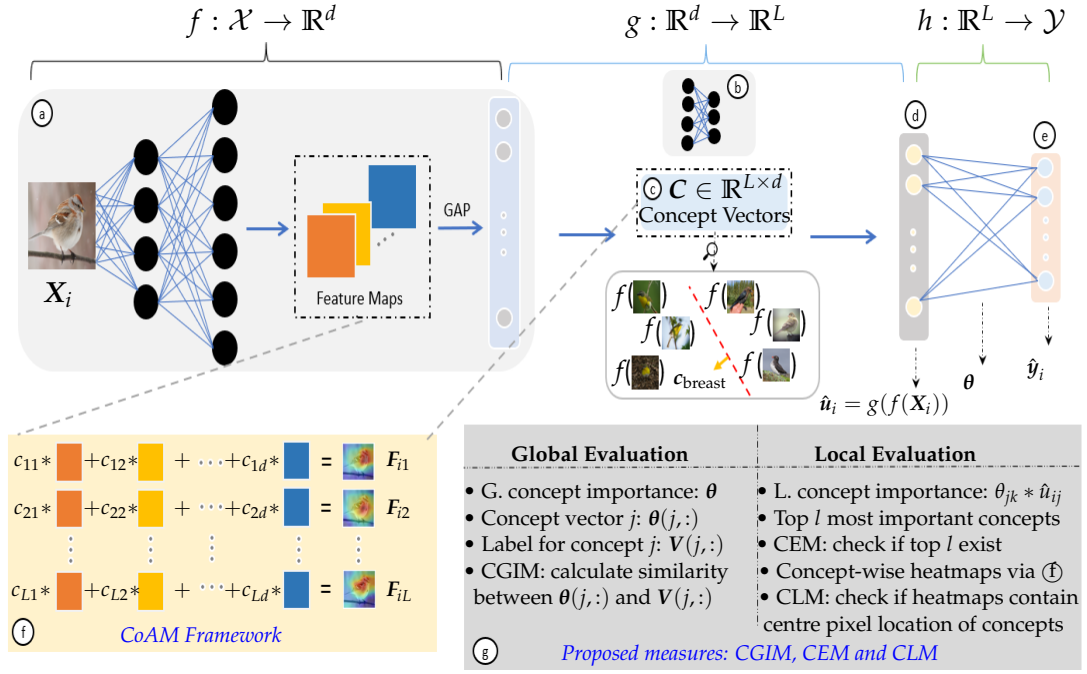 f : 𝒳 → ℝ^d
g : ℝ^d → ℝ^L
h : ℝ^L → 𝒴
a
b
c
d
e
X_i
Feature Maps
GAP
C ∈ ℝ^{L×d}
Concept Vectors
f( )
f( )
f( )
f( )
f( )
f( )
c_breast
û_i = g(f(X_i))
θ
ŷ_i
c_11* +c_12* + ···+c_1d* = F_i1
c_21* +c_22* + ···+c_2d* = F_i2
c_L1* +c_L2* + ···+c_Ld* = F_iL
f
CoAM Framework
Global Evaluation
• G. concept importance: θ
• Concept vector j: θ(j,:)
• Label for concept j: V(j,:)
• CGIM: calculate similarity
between θ(j,:) and V(j,:)
Local Evaluation
• L. concept importance: θ_jk * û_ij
• Top l most important concepts
• CEM: check if top l exist
• Concept-wise heatmaps via ⓕ
• CLM: check if heatmaps contain
centre pixel location of concepts
g
Proposed measures: CGIM, CEM and CLM